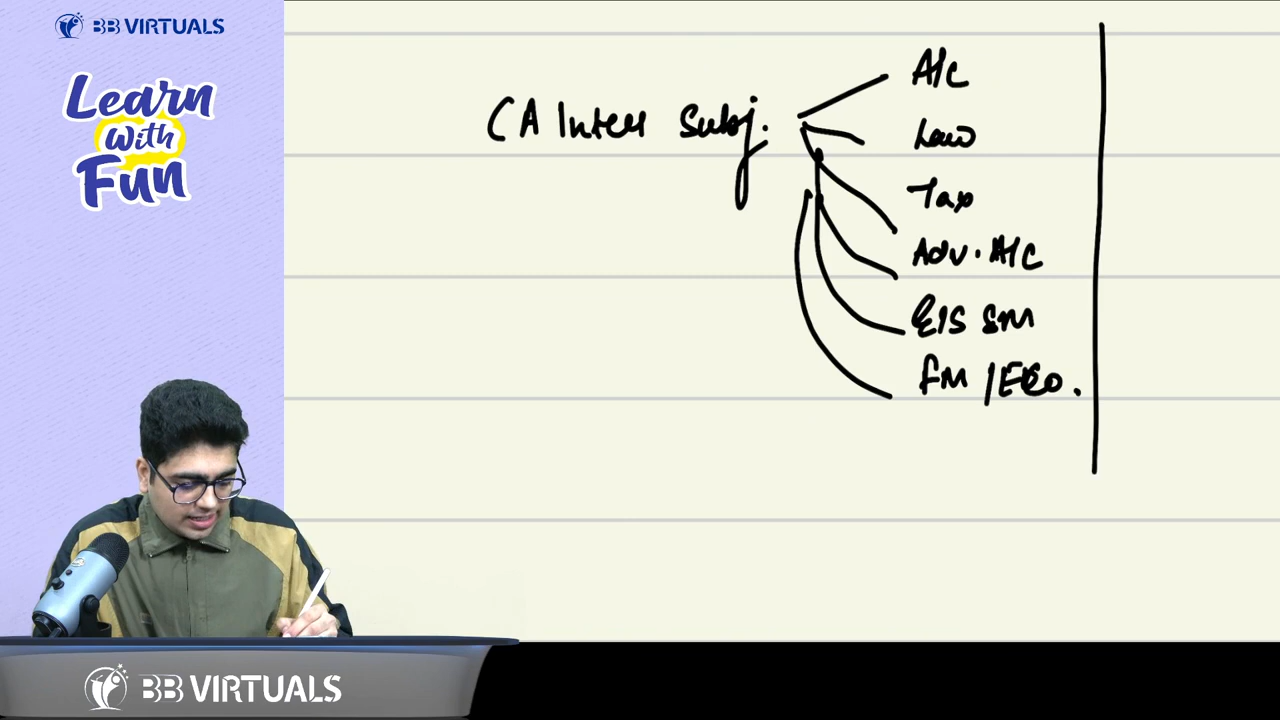 BB VIRTUALS
Learn
With
Fun
CA Inter Subj.
A/c
Law
Tax
Adv. A/C
EIS SM
FM / ECO.
BB VIRTUALS